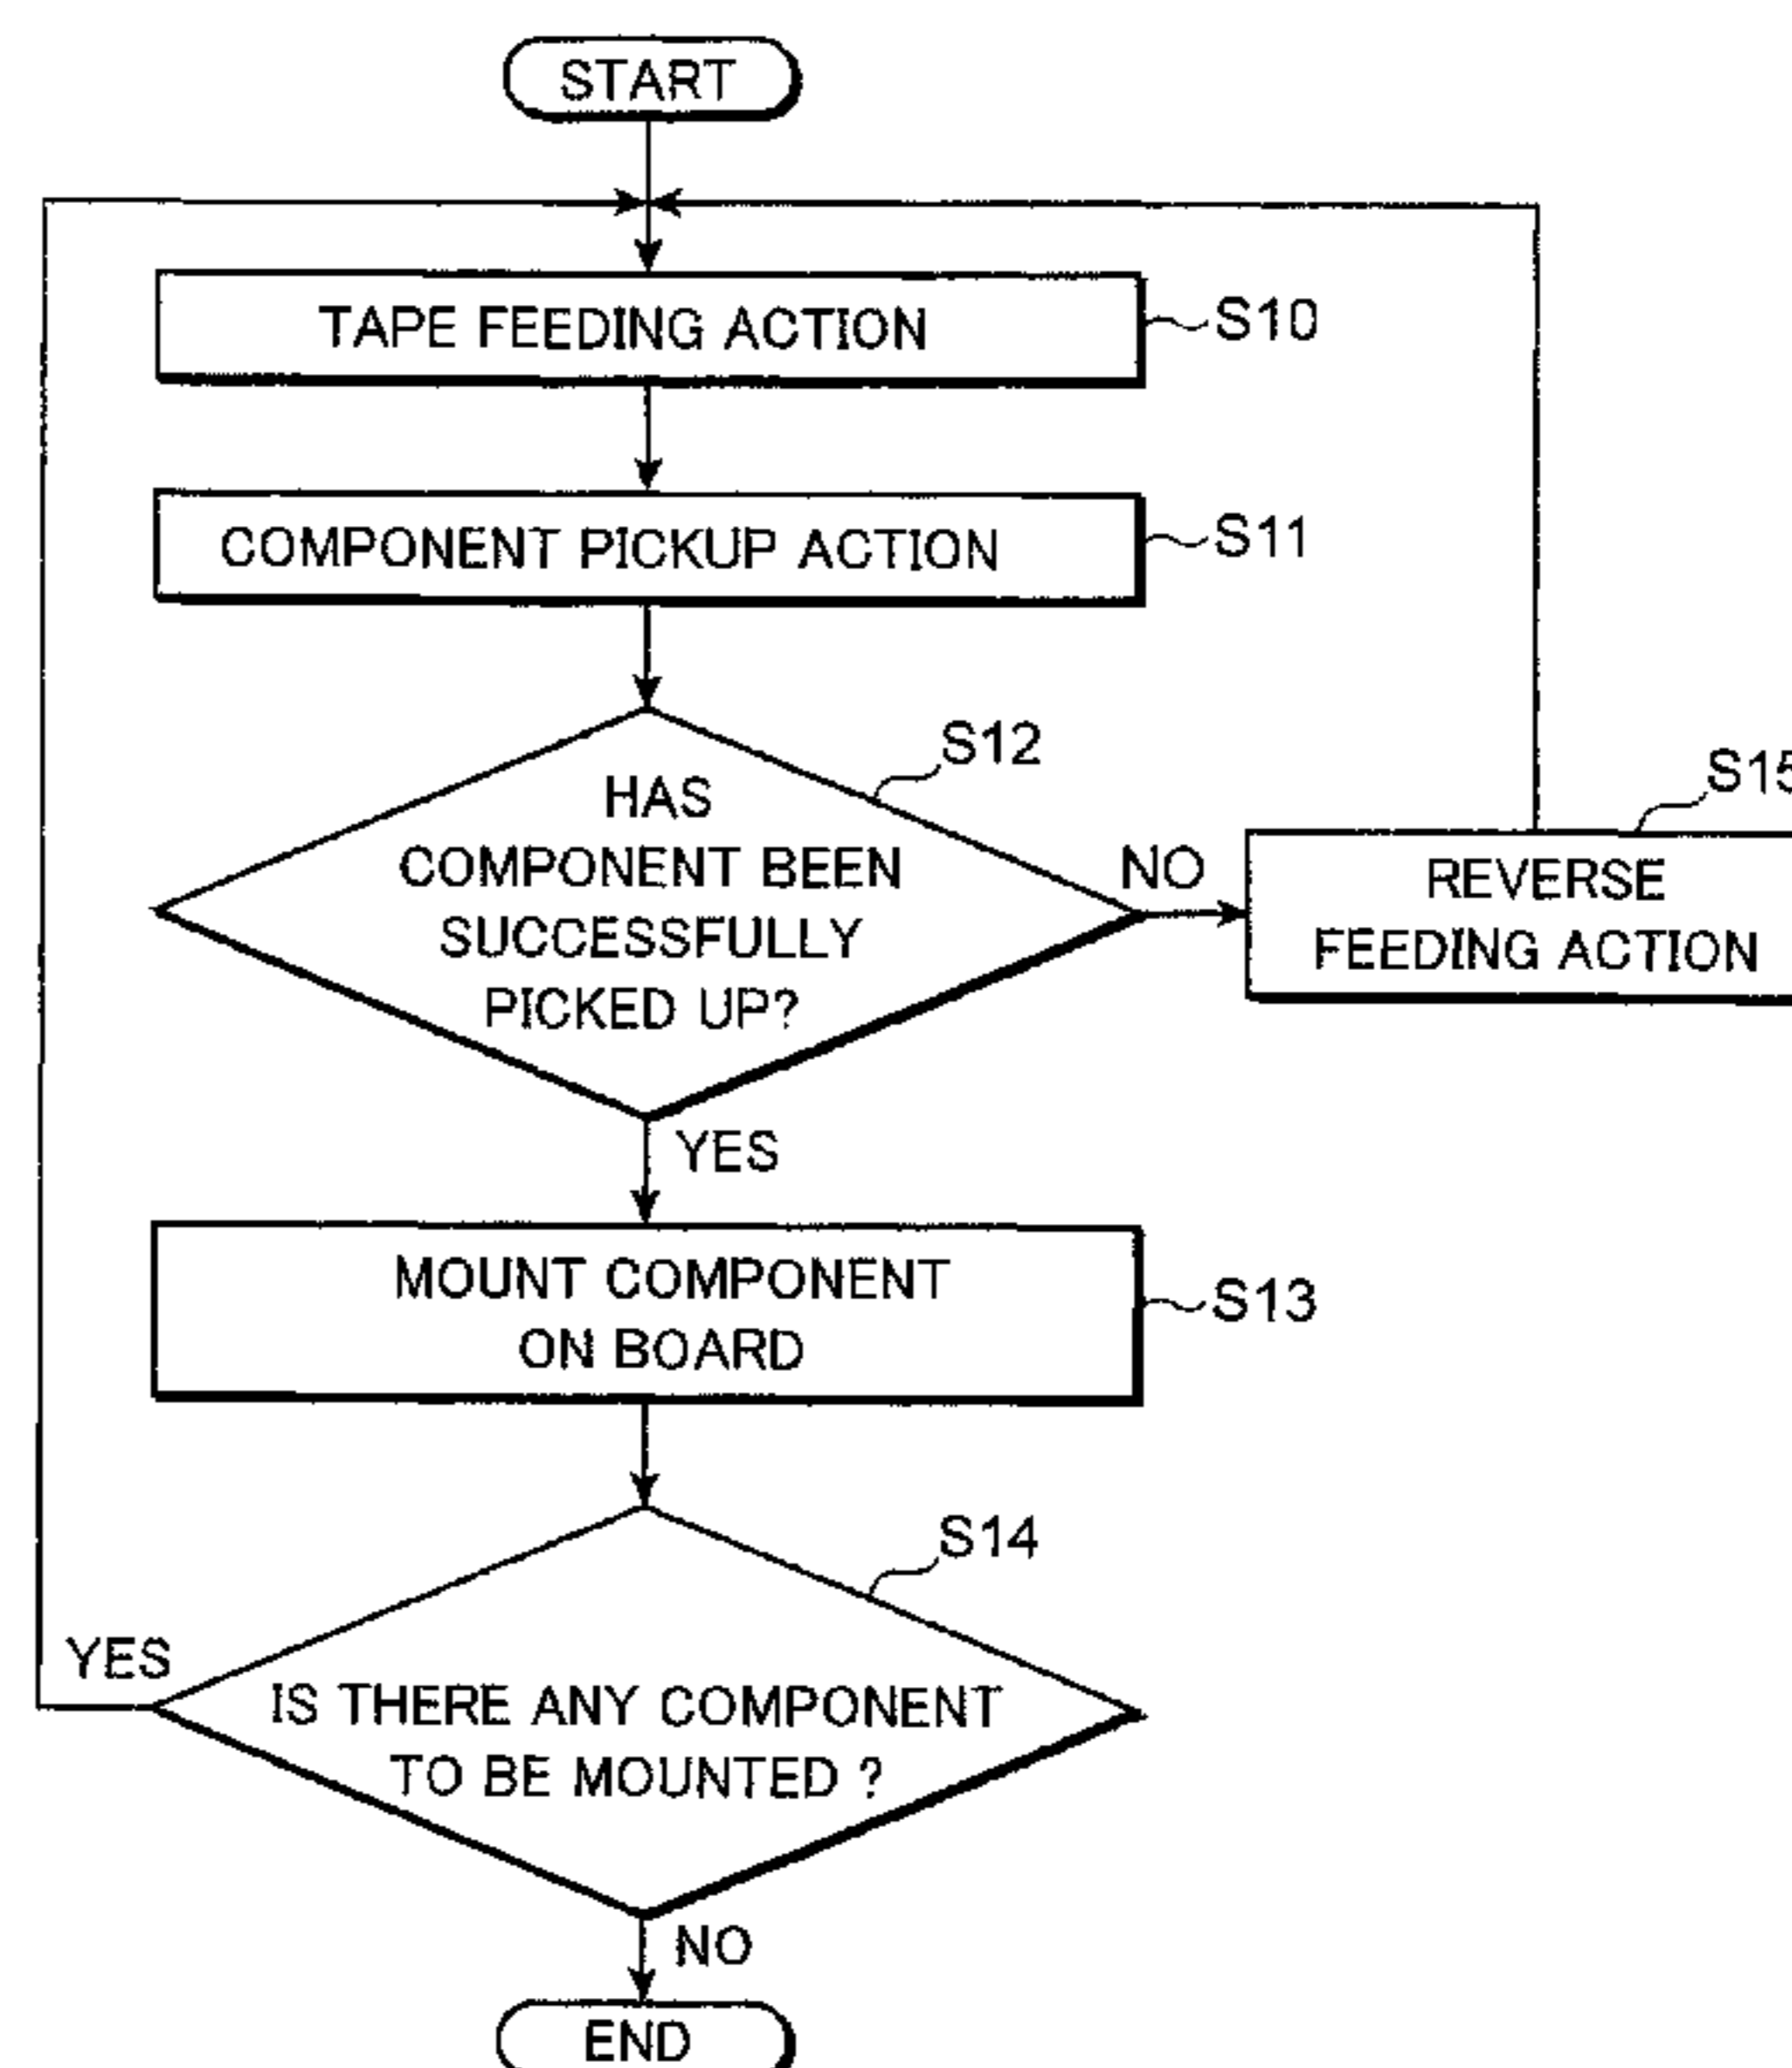 START
TAPE FEEDING ACTION
S10
COMPONENT PICKUP ACTION
S11
S12
HAS
COMPONENT BEEN
SUCCESSFULLY
PICKED UP?
NO
S15
REVERSE
FEEDING ACTION
YES
MOUNT COMPONENT
ON BOARD
S13
S14
YES
IS THERE ANY COMPONENT
TO BE MOUNTED ?
NO
END